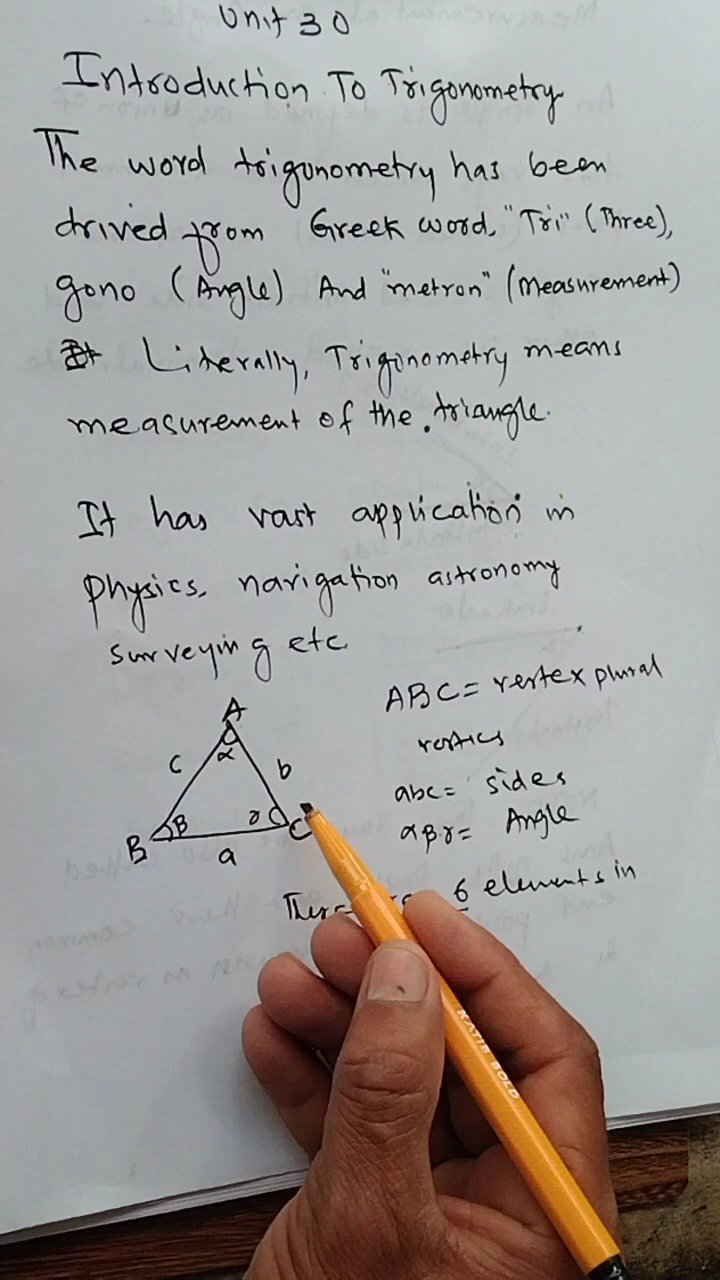 Unit 30
Introduction To Trigonometry
The word trigonometry has been
drived from Greek word, "Tri" (Three),
gono (Angle) And "metron" (Measurement)
Literally, Trigonometry means
measurement of the triangle.
It has vast application in
physics, navigation astronomy
surveying etc
ABC = vertex plural
vertics
abc = sides
αβγ = Angle
A
α
c
b
B
β
γ
C
a
6 elements in
BOLD